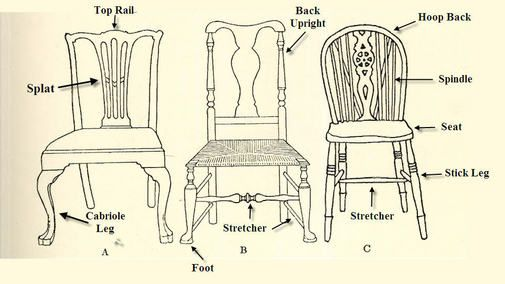 Top Rail
Back
Upright
Hoop Back
Splat
Spindle
Seat
Stick Leg
Cabriole
Leg
Stretcher
Stretcher
A
B
C
Foot